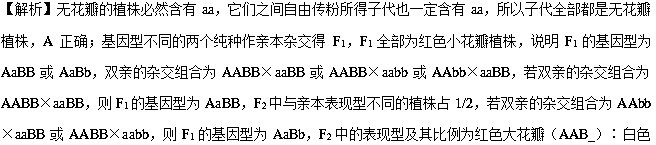 【解析】无花瓣的植株必然含有 aa，它们之间自由传粉所得子代也一定含有 aa，所以子代全部都是无花瓣
植株，A 正确；基因型不同的两个纯种作亲本杂交得 F₁，F₁ 全部为红色小花瓣植株，说明 F₁ 的基因型为
AaBB 或 AaBb，双亲的杂交组合为 AABB×aaBB 或 AABB×aabb 或 AAbb×aaBB，若双亲的杂交组合为
AABB×aaBB，则 F₁的基因型为 AaBB，F₂中与亲本表现型不同的植株占 1/2，若双亲的杂交组合为 AAbb
×aaBB 或 AABB×aabb，则 F₁的基因型为 AaBb，F₂ 中的表现型及其比例为红色大花瓣（AAB_）∶白色